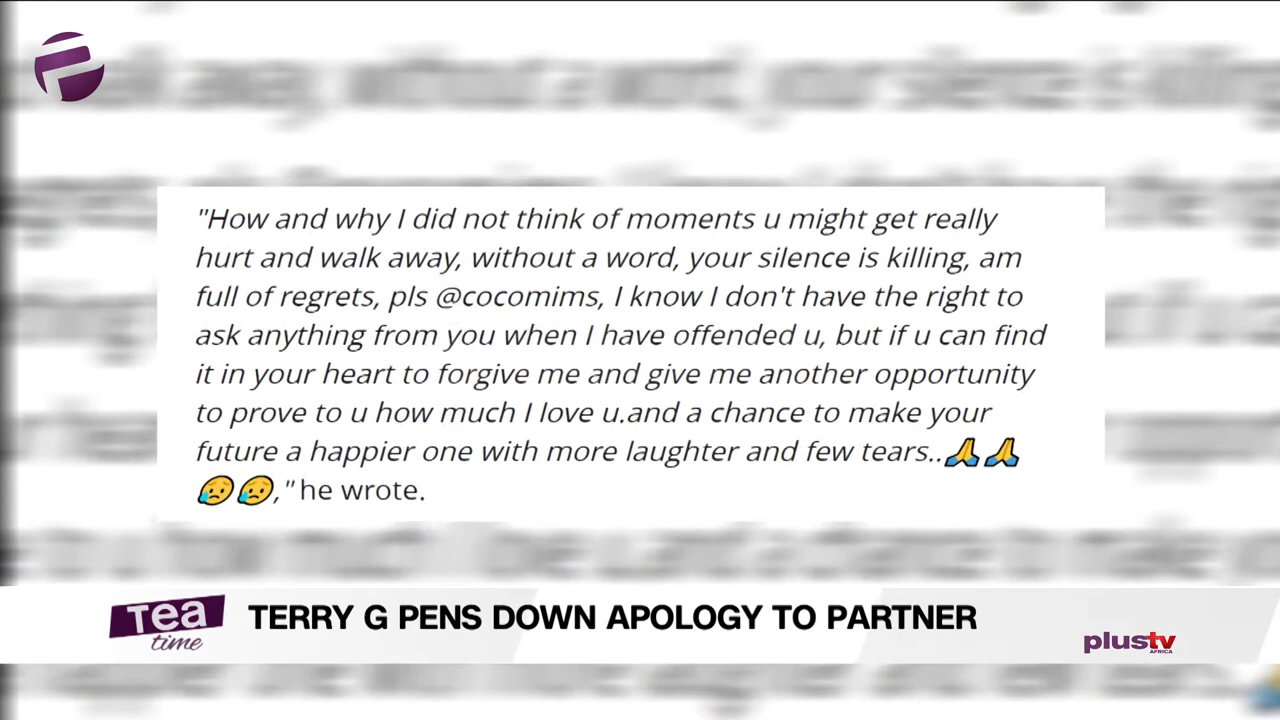 "How and why I did not think of moments u might get really
hurt and walk away, without a word, your silence is killing, am
full of regrets, pls @cocomims, I know I don't have the right to
ask anything from you when I have offended u, but if u can find
it in your heart to forgive me and give me another opportunity
to prove to u how much I love u.and a chance to make your
future a happier one with more laughter and few tears..🙏🙏
😥😥," he wrote.
Tea
time
TERRY G PENS DOWN APOLOGY TO PARTNER
plustv
AFRICA